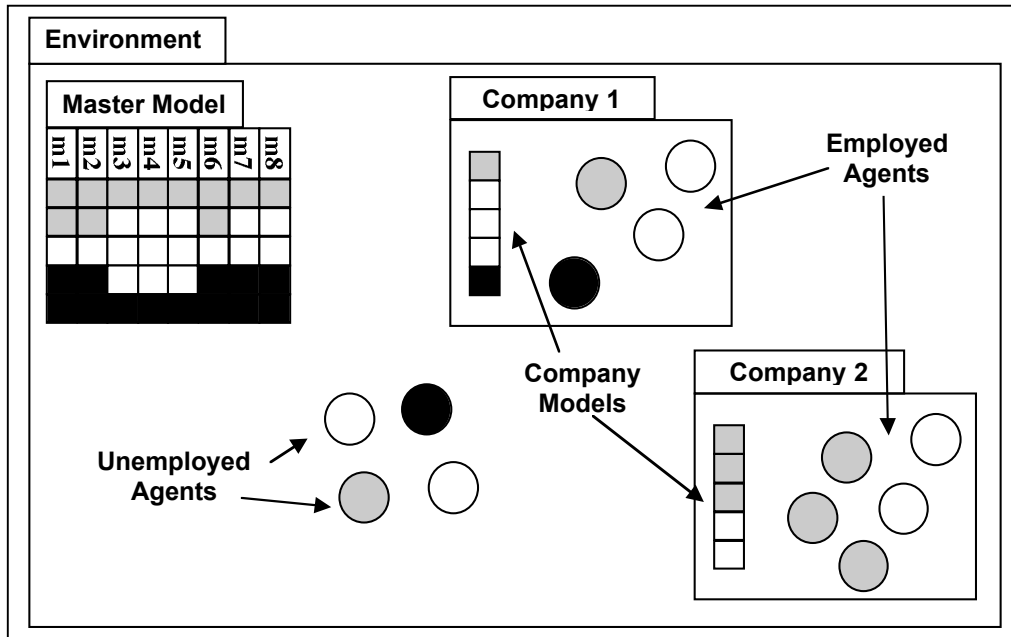 Environment
Master Model
m1 m2 m3 m4 m5 m6 m7 m8
Company 1
Employed
Agents
Company
Models
Company 2
Unemployed
Agents